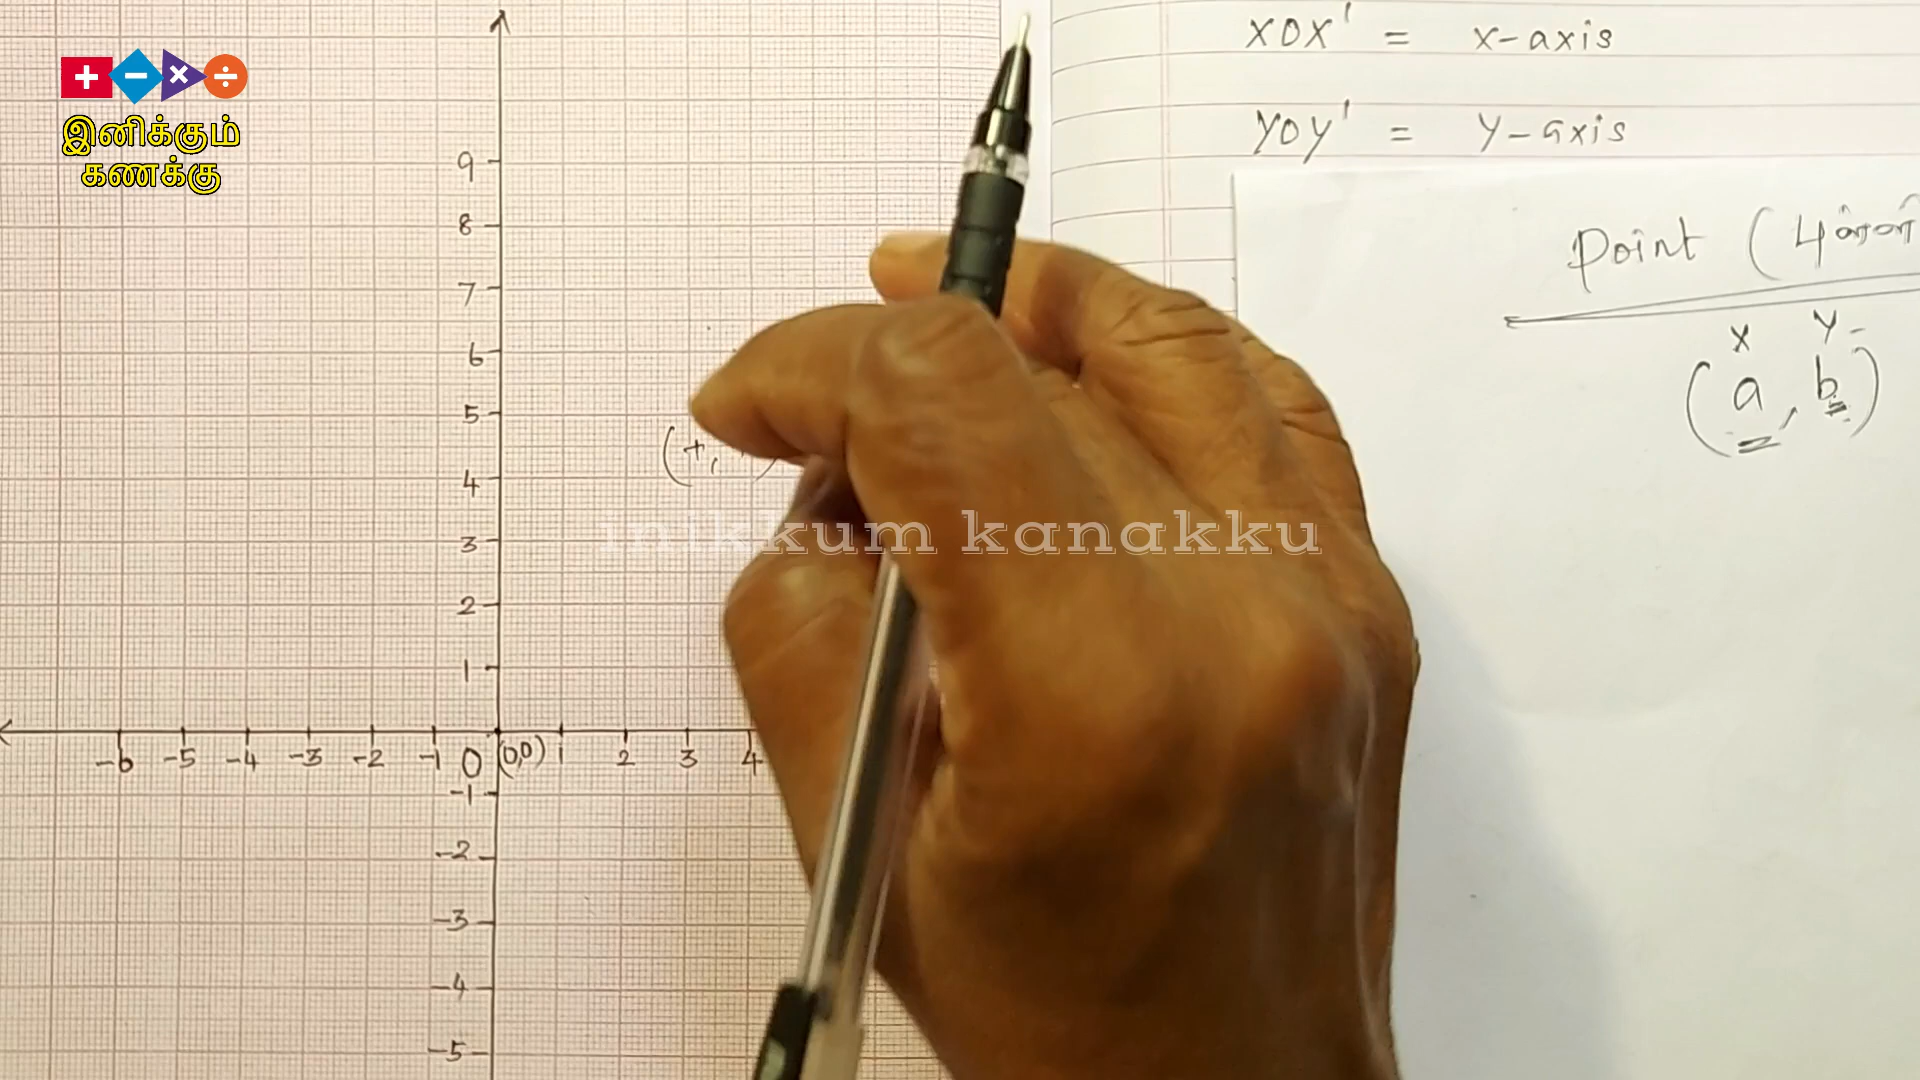 இனிக்கும்
கணக்கு
XOX' = X-axis
YOY' = Y-axis
Point (புள்ளி
X Y
(a, b)
(+,
inikkum kanakku
9
8
7
6
5
4
3
2
1
-6 -5 -4 -3 -2 -1 0 (0,0) 1 2 3 4
-1
-2
-3
-4
-5